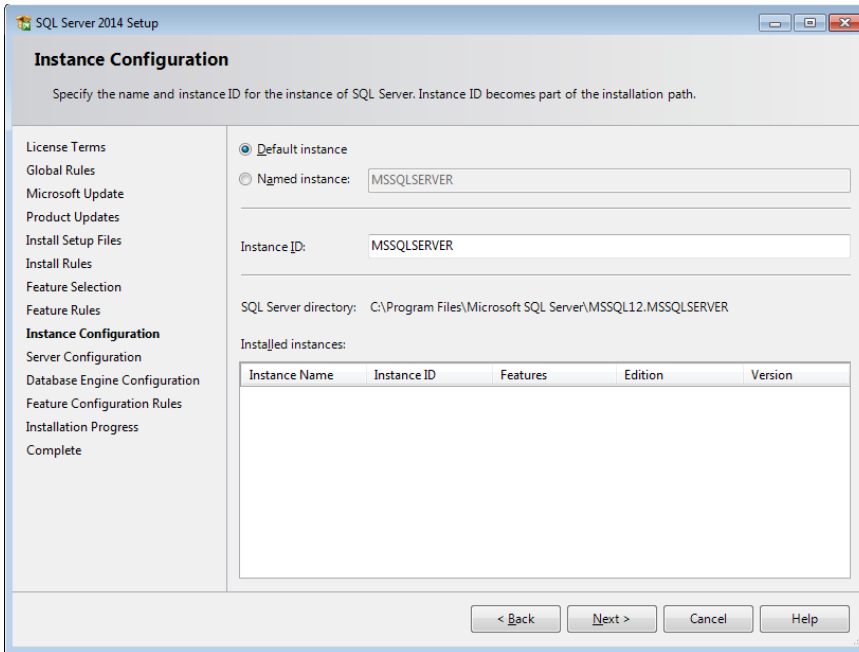 SQL Server 2014 Setup
Instance Configuration
Specify the name and instance ID for the instance of SQL Server. Instance ID becomes part of the installation path.
License Terms
Global Rules
Microsoft Update
Product Updates
Install Setup Files
Install Rules
Feature Selection
Feature Rules
Instance Configuration
Server Configuration
Database Engine Configuration
Feature Configuration Rules
Installation Progress
Complete
Default instance
Named instance: MSSQLSERVER
Instance ID: MSSQLSERVER
SQL Server directory: C:\Program Files\Microsoft SQL Server\MSSQL12.MSSQLSERVER
Installed instances:
Instance Name Instance ID Features Edition Version
< Back Next > Cancel Help